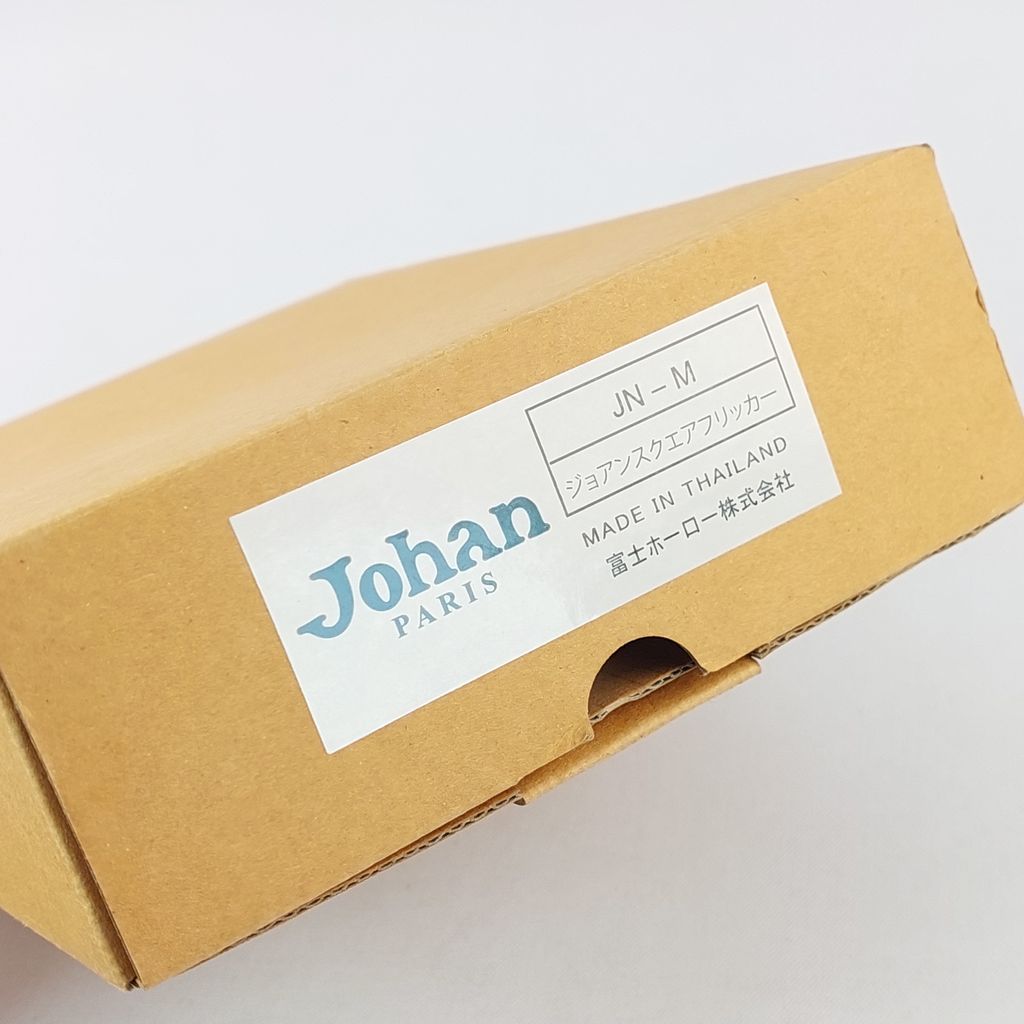 Johan
PARIS
JN-M
ジョアンスクエアフリッカー
MADE IN THAILAND
富士ホーロー株式会社